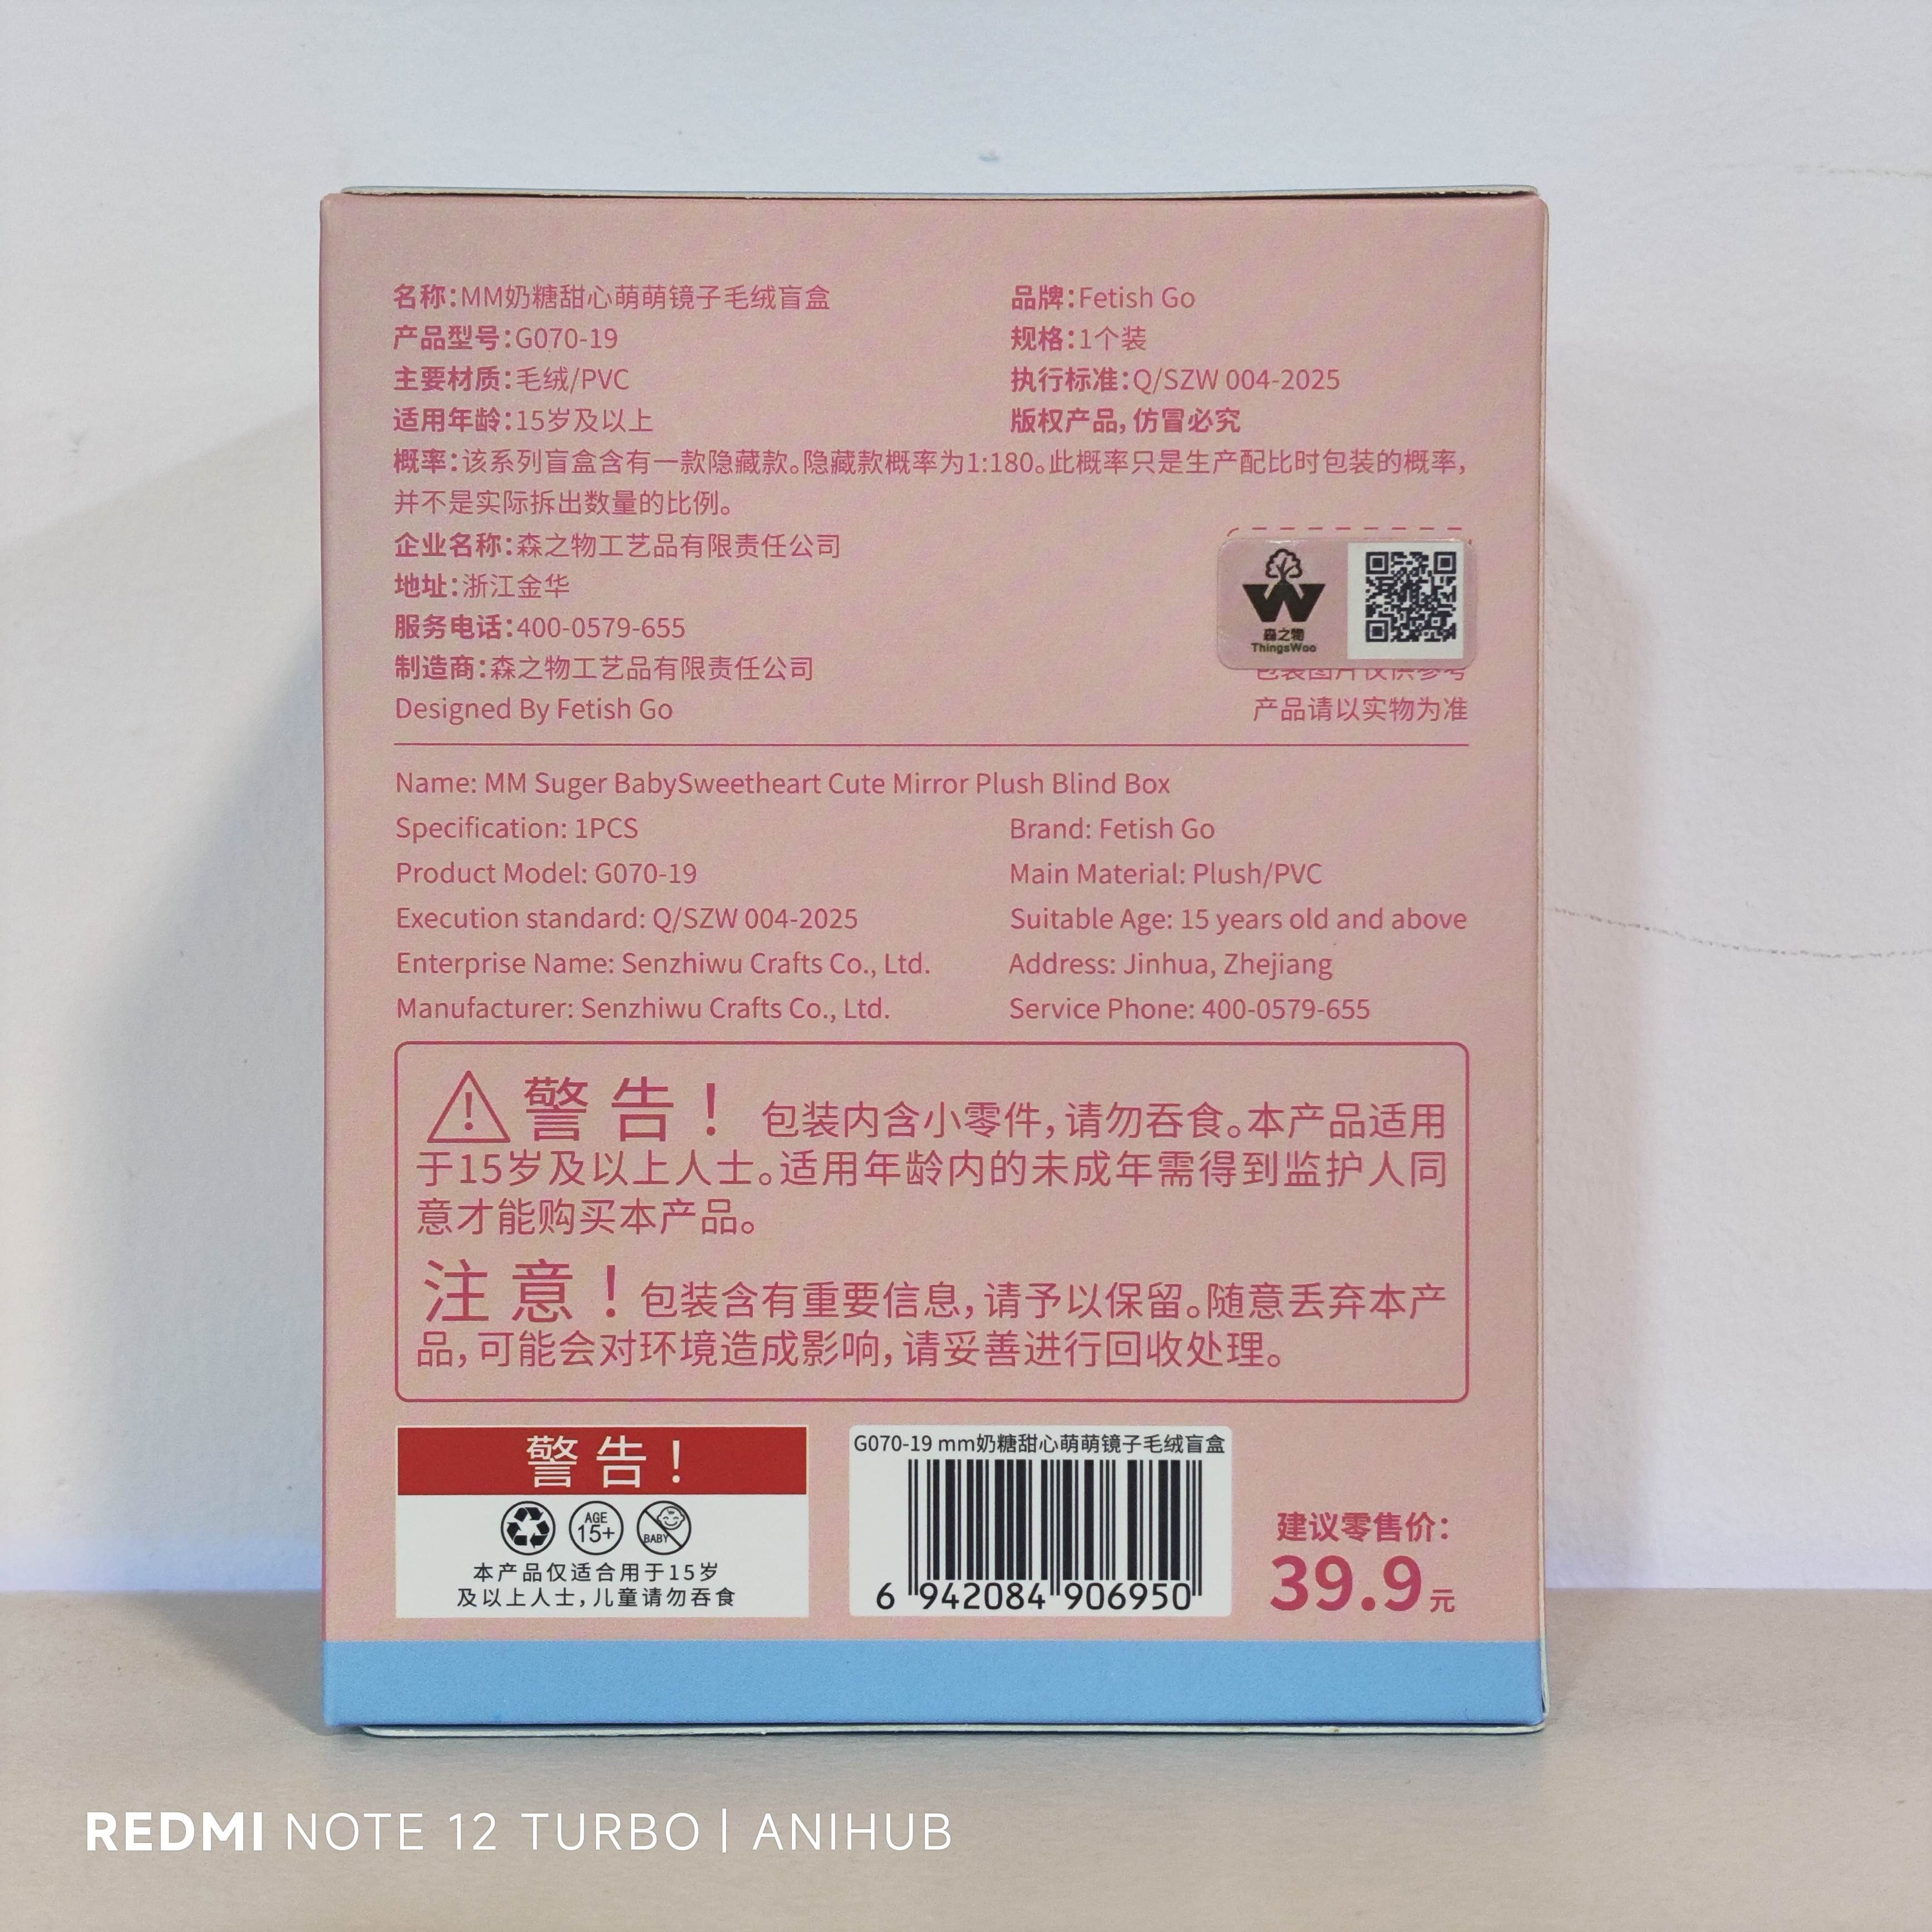 名称:MM奶糖甜心萌萌镜子毛绒盲盒
品牌:Fetish Go
产品型号:G070-19
规格:1个装
主要材质:毛绒/PVC
执行标准:Q/SZW 004-2025
适用年龄:15岁及以上
版权产品,仿冒必究
概率:该系列盲盒含有一款隐藏款。隐藏款概率为1:180。此概率只是生产配比时包装的概率,
并不是实际拆出数量的比例。
企业名称:森之物工艺品有限责任公司
地址:浙江金华
服务电话:400-0579-655
制造商:森之物工艺品有限责任公司
Designed By Fetish Go
森之物
ThingsWoo
包装图片仅供参考
产品请以实物为准
Name: MM Suger BabySweetheart Cute Mirror Plush Blind Box
Specification: 1PCS
Brand: Fetish Go
Product Model: G070-19
Main Material: Plush/PVC
Execution standard: Q/SZW 004-2025
Suitable Age: 15 years old and above
Enterprise Name: Senzhiwu Crafts Co., Ltd.
Address: Jinhua, Zhejiang
Manufacturer: Senzhiwu Crafts Co., Ltd.
Service Phone: 400-0579-655
警告! 包装内含小零件,请勿吞食。本产品适用
于15岁及以上人士。适用年龄内的未成年需得到监护人同
意才能购买本产品。
注意!包装含有重要信息,请予以保留。随意丢弃本产
品,可能会对环境造成影响,请妥善进行回收处理。
警告!
AGE
15+
BABY
本产品仅适合用于15岁
及以上人士,儿童请勿吞食
G070-19 mm奶糖甜心萌萌镜子毛绒盲盒
6 942084 906950
建议零售价:
39.9元
REDMI NOTE 12 TURBO | ANIHUB